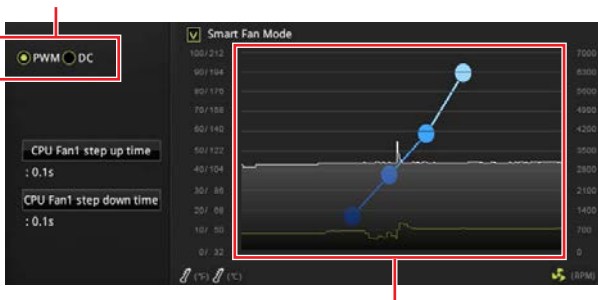 Smart Fan Mode
PWM DC
100/212 7000
90/194 6300
80/176 5600
70/158 4900
60/140 4200
CPU Fan1 step up time
50/122 3500
: 0.1s
40/104 2800
CPU Fan1 step down time
30/ 86 2100
20/ 68 1400
: 0.1s
10/ 50 700
0/ 32 0
(°F) (°C) (RPM)